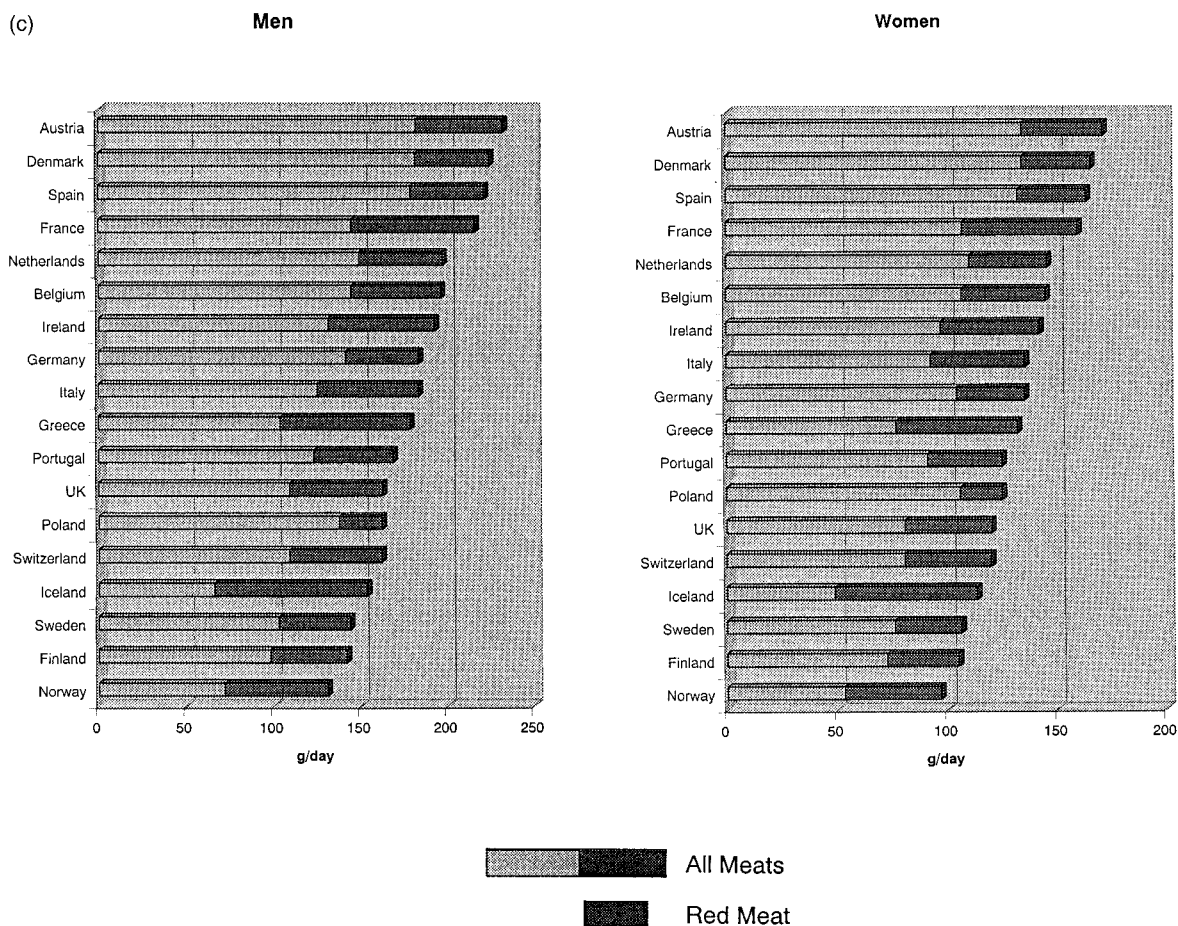 (c)
Men
Women
Austria
Denmark
Spain
France
Netherlands
Belgium
Ireland
Germany
Italy
Greece
Portugal
UK
Poland
Switzerland
Iceland
Sweden
Finland
Norway
0 50 100 150 200 250
g/day
Austria
Denmark
Spain
France
Netherlands
Belgium
Ireland
Italy
Germany
Greece
Portugal
Poland
UK
Switzerland
Iceland
Sweden
Finland
Norway
0 50 100 150 200
g/day
All Meats
Red Meat